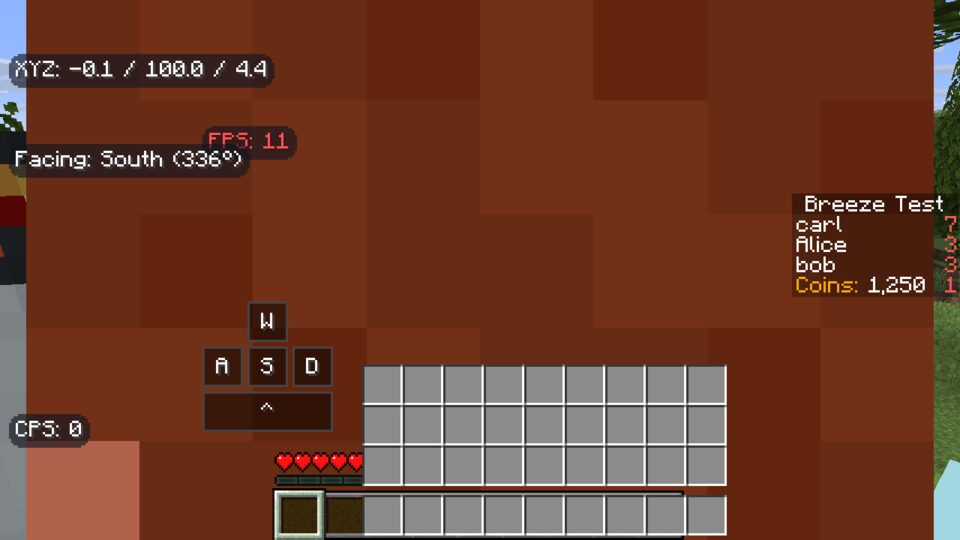 XYZ: -0.1 / 100.0 / 4.4
FPS: 11
Facing: South (336°)
Breeze Test
carl 7
Alice 3
bob 3
Coins: 1,250 1
W
A S D
^
CPS: 0